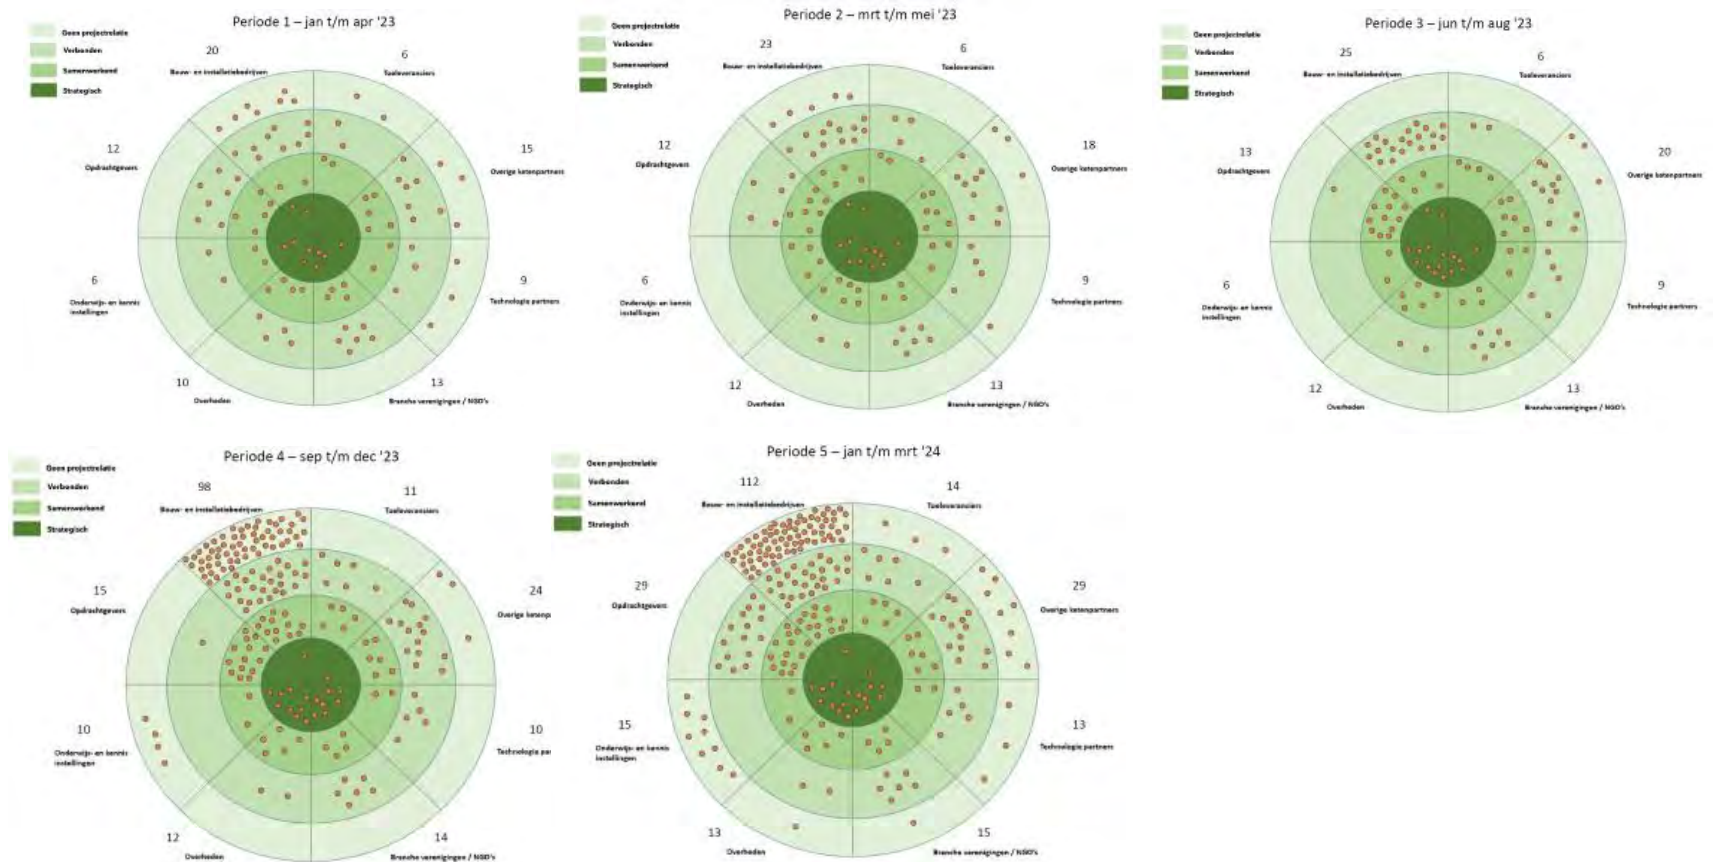 Periode 1 – jan t/m apr '23
Geen projectrelatie
Verbonden
Samenwerkend
Strategisch
20
Bouw- en installatiebedrijven
6
Toeleveranciers
12
Opdrachtgevers
15
Overige ketenpartners
6
Onderwijs- en kennis
instellingen
9
Technologie partners
10
Overheden
13
Branche verenigingen / NGO's
Periode 2 – mrt t/m mei '23
Geen projectrelatie
Verbonden
Samenwerkend
Strategisch
23
Bouw- en installatiebedrijven
6
Toeleveranciers
12
Opdrachtgevers
18
Overige ketenpartners
6
Onderwijs- en kennis
instellingen
9
Technologie partners
12
Overheden
13
Branche verenigingen / NGO's
Periode 3 – jun t/m aug '23
Geen projectrelatie
Verbonden
Samenwerkend
Strategisch
25
Bouw- en installatiebedrijven
6
Toeleveranciers
13
Opdrachtgevers
20
Overige ketenpartners
6
Onderwijs- en kennis
instellingen
9
Technologie partners
12
Overheden
13
Branche verenigingen / NGO's
Periode 4 – sep t/m dec '23
Geen projectrelatie
Verbonden
Samenwerkend
Strategisch
98
Bouw- en installatiebedrijven
11
Toeleveranciers
15
Opdrachtgevers
24
Overige ketenp
10
Onderwijs- en kennis
instellingen
10
Technologie pa
12
Overheden
14
Branche verenigingen / NGO's
Periode 5 – jan t/m mrt '24
Geen projectrelatie
Verbonden
Samenwerkend
Strategisch
112
Bouw- en installatiebedrijven
14
Toeleveranciers
29
Opdrachtgevers
29
Overige ketenpartners
15
Onderwijs- en kennis
instellingen
13
Technologie partners
13
Overheden
15
Branche verenigingen / NGO's